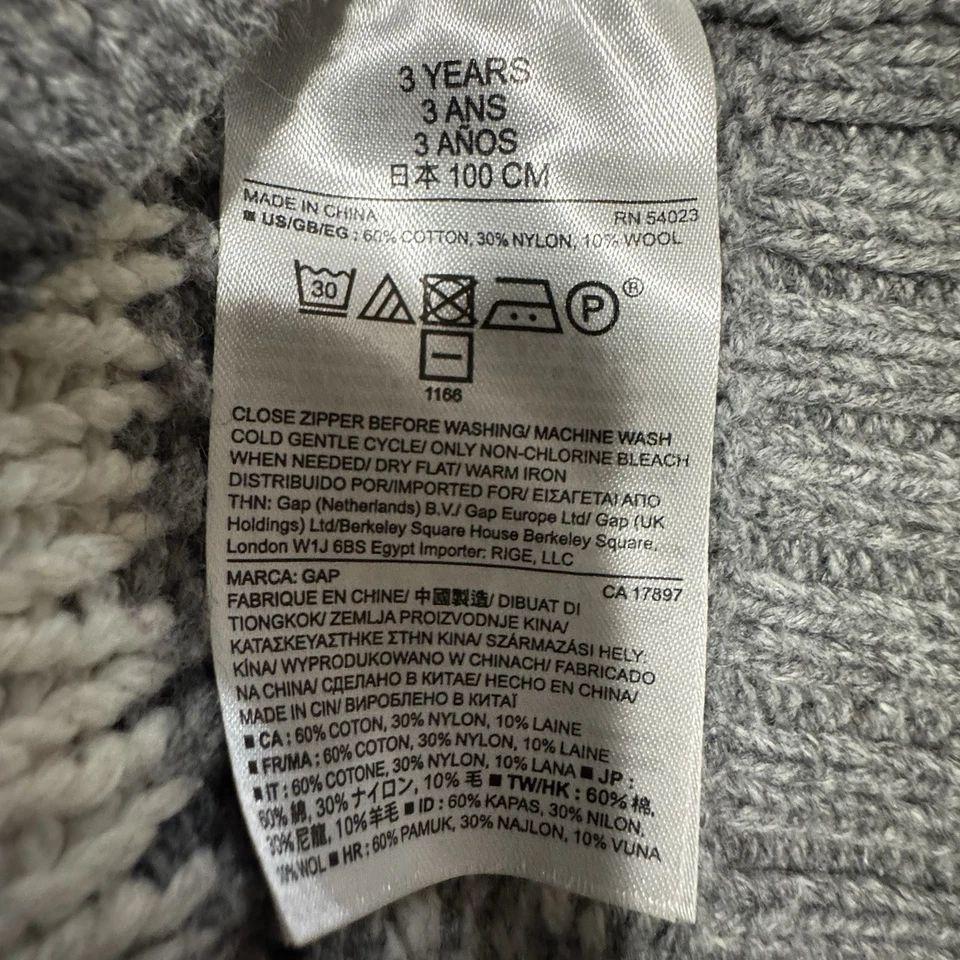 3 YEARS
3 ANS
3 AÑOS
日本 100 CM
MADE IN CHINA RN 54023
■ US/GB/EG : 60% COTTON, 30% NYLON, 10% WOOL
30 P ®
1166
CLOSE ZIPPER BEFORE WASHING/ MACHINE WASH
COLD GENTLE CYCLE/ ONLY NON-CHLORINE BLEACH
WHEN NEEDED/ DRY FLAT/ WARM IRON
DISTRIBUIDO POR/IMPORTED FOR/ ΕΙΣΑΓΕΤΑΙ ΑΠΟ
THN: Gap (Netherlands) B.V./ Gap Europe Ltd/ Gap (UK
Holdings) Ltd/Berkeley Square House Berkeley Square,
London W1J 6BS Egypt Importer: RIGE, LLC
MARCA: GAP CA 17897
FABRIQUE EN CHINE/ 中國製造/ DIBUAT DI
TIONGKOK/ ZEMLJA PROIZVODNJE KINA/
ΚΑΤΑΣΚΕΥΑΣΤΗΚΕ ΣΤΗΝ ΚΙΝΑ/ SZÁRMAZÁSI HELY:
KÍNA/ WYPRODUKOWANO W CHINACH/ FABRICADO
NA CHINA/ СДЕЛАНО В КИТАЕ/ HECHO EN CHINA/
MADE IN CIN/ ВИРОБЛЕНО В КИТАЇ
■ CA : 60% COTON, 30% NYLON, 10% LAINE
■ FR/MA : 60% COTON, 30% NYLON, 10% LAINE
■ IT : 60% COTONE, 30% NYLON, 10% LANA ■ JP :
60% 綿, 30% ナイロン, 10% 毛 ■ TW/HK : 60% 棉,
30% 尼龍, 10% 羊毛 ■ ID : 60% KAPAS, 30% NILON,
10% WOL ■ HR : 60% PAMUK, 30% NAJLON, 10% VUNA